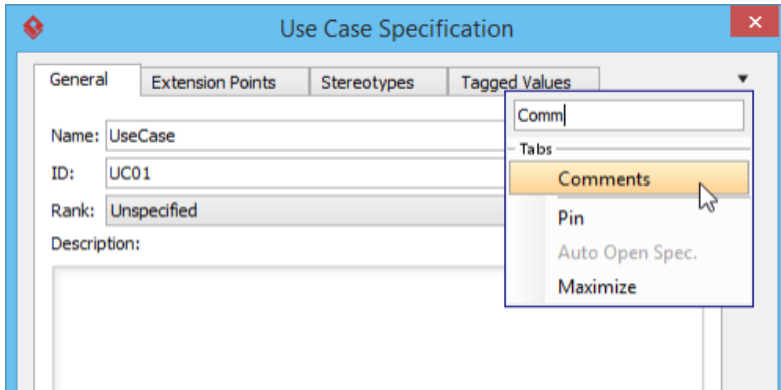 Use Case Specification
General
Extension Points
Stereotypes
Tagged Values
Comm
Name: UseCase
Tabs
ID: UC01
Comments
Rank: Unspecified
Pin
Description:
Auto Open Spec.
Maximize